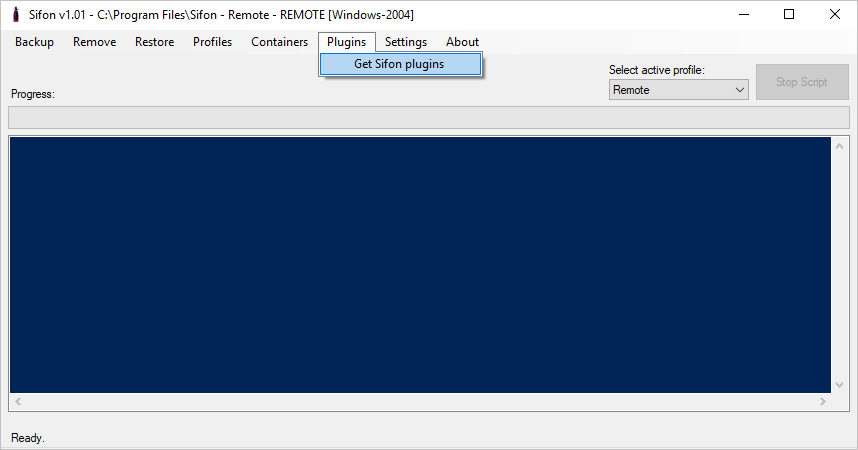 Sifon v1.01 - C:\Program Files\Sifon - Remote - REMOTE [Windows-2004]
Backup Remove Restore Profiles Containers Plugins Settings About
Get Sifon plugins
Select active profile:
Remote
Stop Script
Progress:
Ready.